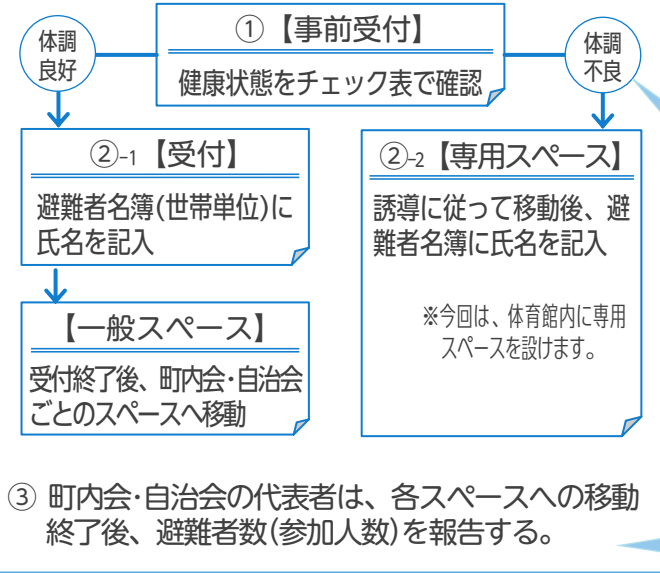 ①【事前受付】
健康状態をチェック表で確認
体調
良好
体調
不良
②-1【受付】
避難者名簿(世帯単位)に
氏名を記入
【一般スペース】
受付終了後、町内会・自治会
ごとのスペースへ移動
②-2【専用スペース】
誘導に従って移動後、避
難者名簿に氏名を記入
※今回は、体育館内に専用
スペースを設けます。
③ 町内会・自治会の代表者は、各スペースへの移動
終了後、避難者数(参加人数)を報告する。